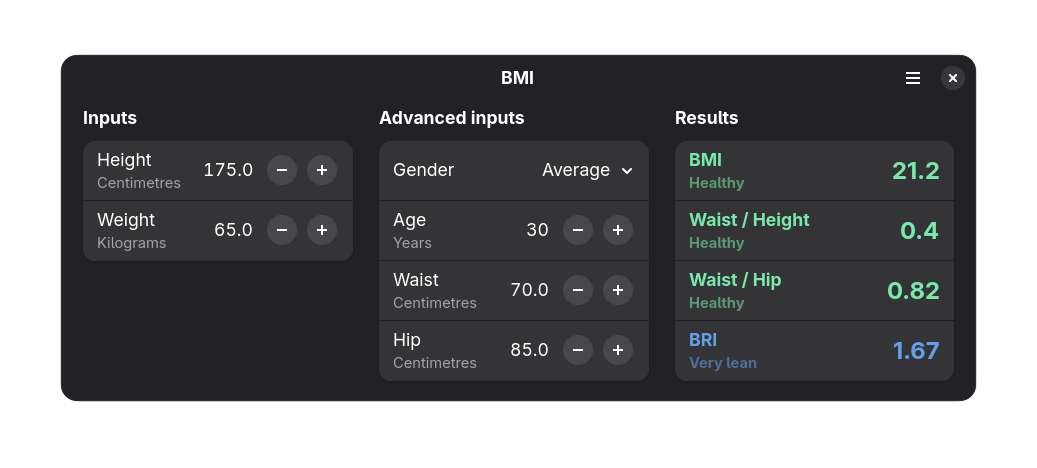 BMI
Inputs
Height
Centimetres
175.0
Weight
Kilograms
65.0
Advanced inputs
Gender
Average
Age
Years
30
Waist
Centimetres
70.0
Hip
Centimetres
85.0
Results
BMI
Healthy
21.2
Waist / Height
Healthy
0.4
Waist / Hip
Healthy
0.82
BRI
Very lean
1.67